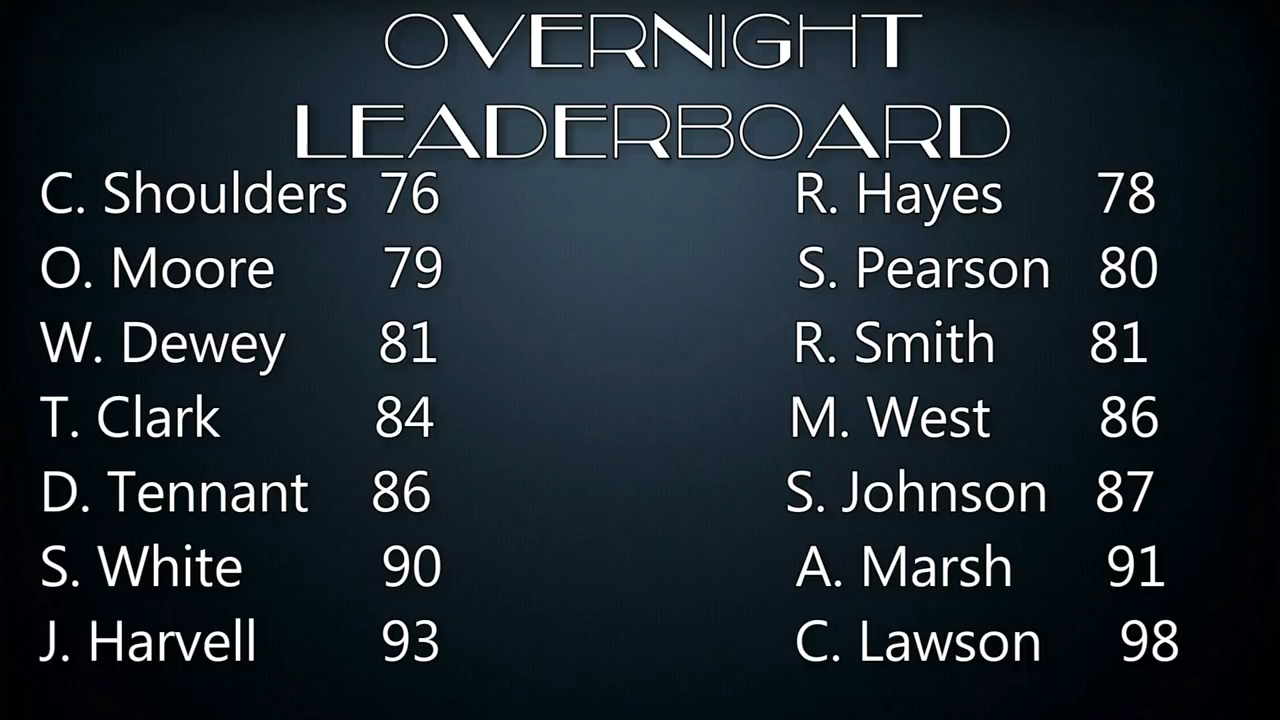 OVERNIGHT
LEADERBOARD
C. Shoulders 76 R. Hayes 78
O. Moore 79 S. Pearson 80
W. Dewey 81 R. Smith 81
T. Clark 84 M. West 86
D. Tennant 86 S. Johnson 87
S. White 90 A. Marsh 91
J. Harvell 93 C. Lawson 98